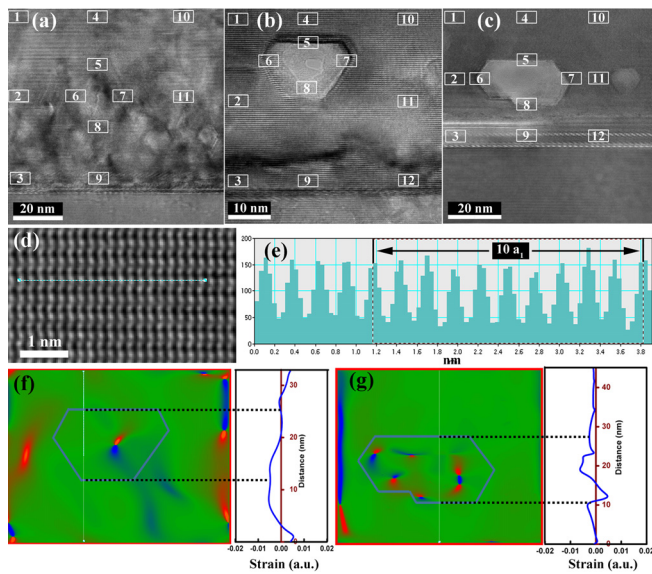 (a)
1 4 10
5
2 6 7 11
8
3 9
20 nm
(b)
1 4 10
5
6 7
8
2 11
3 9 12
10 nm
(c)
1 4 10
5
2 6 7 11
8
3 9 12
20 nm
(d)
1 nm
(e)
200
150
100
50
0
10 a1
0.0 0.2 0.4 0.6 0.8 1.0 1.2 1.4 1.6 1.8 2.0 2.2 2.4 2.6 2.8 3.0 3.2 3.4 3.6 3.8
nm
(f)
30
20
10
0
Distance (nm)
-0.02 -0.01 0.00 0.01 0.02
Strain (a.u.)
(g)
40
30
20
10
0
Distance (nm)
-0.02 -0.01 0.00 0.01 0.02
Strain (a.u.)